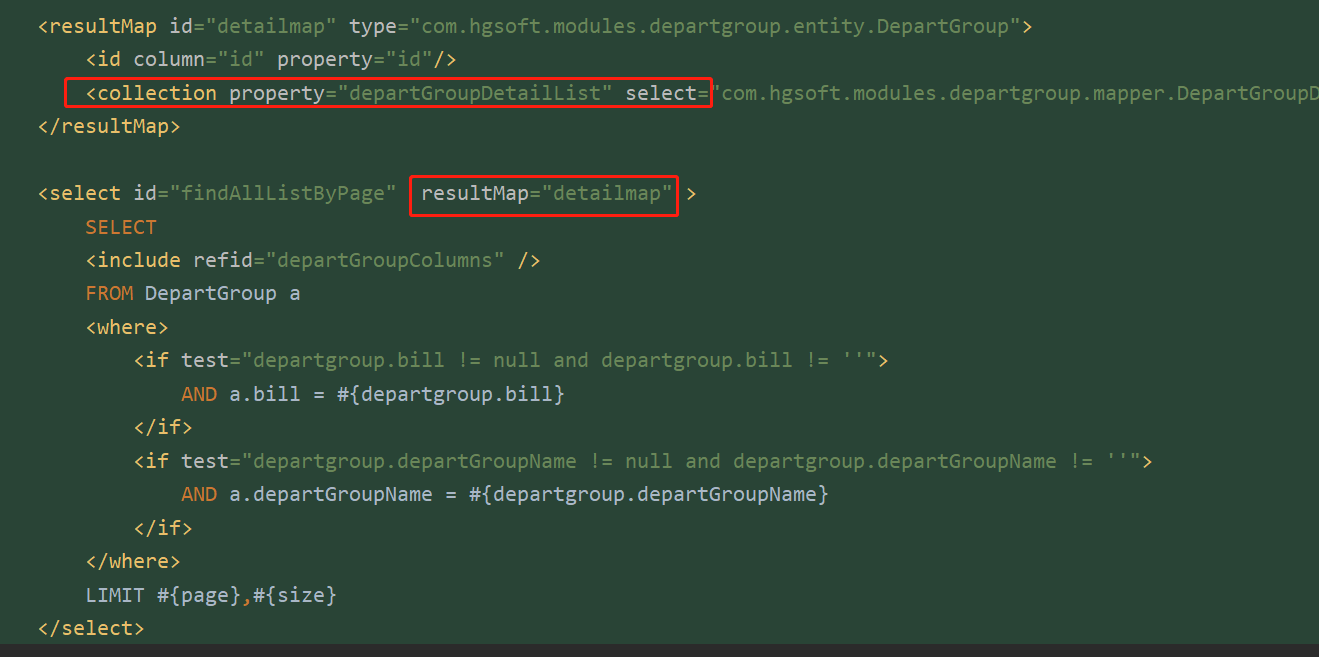 <resultMap id="detailmap" type="com.hgsoft.modules.departgroup.entity.DepartGroup">
<id column="id" property="id"/>
<collection property="departGroupDetailList" select="com.hgsoft.modules.departgroup.mapper.DepartGroupD
</resultMap>
<select id="findAllListByPage" resultMap="detailmap" >
SELECT
<include refid="departGroupColumns" />
FROM DepartGroup a
<where>
<if test="departgroup.bill != null and departgroup.bill != ''">
AND a.bill = #{departgroup.bill}
</if>
<if test="departgroup.departGroupName != null and departgroup.departGroupName != ''">
AND a.departGroupName = #{departgroup.departGroupName}
</if>
</where>
LIMIT #{page},#{size}
</select>